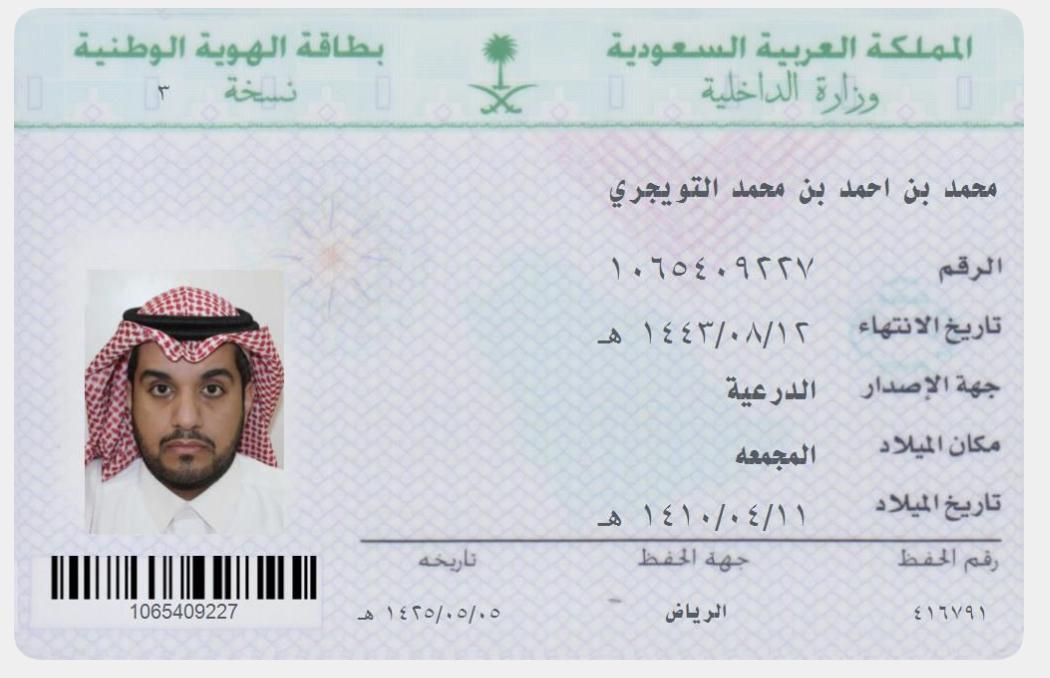 المملكة العربية السعودية
وزارة الداخلية
بطاقة الهوية الوطنية
نسخة ٣
محمد بن احمد بن محمد التويجري
الرقم ١٠٦٥٤٠٩٢٢٧
تاريخ الانتهاء ١٤٤٣/٠٨/١٢ هـ
جهة الإصدار الدرعية
مكان الميلاد المجمعه
تاريخ الميلاد ١٤١٠/٠٤/١١ هـ
رقم الحفظ جهة الحفظ تاريخه
٤١٦٧٩١ الرياض ١٤٢٥/٠٥/٠٥ هـ
1065409227